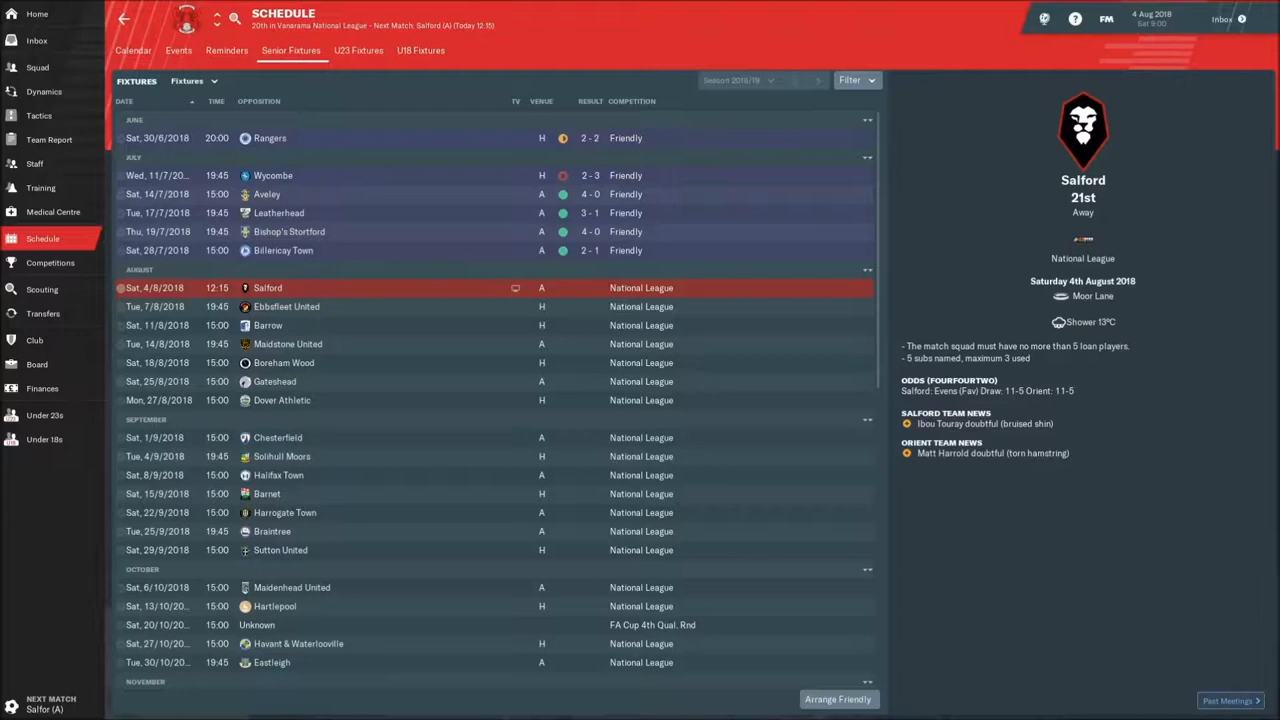 Home
Inbox
Squad
Dynamics
Tactics
Team Report
Staff
Training
Medical Centre
Schedule
Competitions
Scouting
Transfers
Club
Board
Finances
Under 23s
Under 18s
NEXT MATCH
Salfor (A)
SCHEDULE
20th in Vanarama National League - Next Match, Salford (A) (Today 12:15)
FM
4 Aug 2018
Sat 9:00
Inbox
Calendar Events Reminders Senior Fixtures U23 Fixtures U18 Fixtures
FIXTURES Fixtures Season 2018/19 Filter
DATE TIME OPPOSITION TV VENUE RESULT COMPETITION
JUNE
Sat, 30/6/2018 20:00 Rangers H 2 - 2 Friendly
JULY
Wed, 11/7/20... 19:45 Wycombe H 2 - 3 Friendly
Sat, 14/7/2018 15:00 Aveley A 4 - 0 Friendly
Tue, 17/7/2018 19:45 Leatherhead A 3 - 1 Friendly
Thu, 19/7/2018 19:45 Bishop's Stortford A 4 - 0 Friendly
Sat, 28/7/2018 15:00 Billericay Town A 2 - 1 Friendly
AUGUST
Sat, 4/8/2018 12:15 Salford A National League
Tue, 7/8/2018 19:45 Ebbsfleet United H National League
Sat, 11/8/2018 15:00 Barrow H National League
Tue, 14/8/2018 19:45 Maidstone United A National League
Sat, 18/8/2018 15:00 Boreham Wood H National League
Sat, 25/8/2018 15:00 Gateshead A National League
Mon, 27/8/2018 15:00 Dover Athletic H National League
SEPTEMBER
Sat, 1/9/2018 15:00 Chesterfield A National League
Tue, 4/9/2018 19:45 Solihull Moors H National League
Sat, 8/9/2018 15:00 Halifax Town A National League
Sat, 15/9/2018 15:00 Barnet H National League
Sat, 22/9/2018 15:00 Harrogate Town A National League
Tue, 25/9/2018 19:45 Braintree A National League
Sat, 29/9/2018 15:00 Sutton United H National League
OCTOBER
Sat, 6/10/2018 15:00 Maidenhead United A National League
Sat, 13/10/20... 15:00 Hartlepool H National League
Sat, 20/10/20... 15:00 Unknown FA Cup 4th Qual. Rnd
Sat, 27/10/20... 15:00 Havant & Waterlooville H National League
Tue, 30/10/20... 19:45 Eastleigh A National League
NOVEMBER
Arrange Friendly
Salford
21st
Away
National League
Saturday 4th August 2018
Moor Lane
Shower 13ºC
- The match squad must have no more than 5 loan players.
- 5 subs named, maximum 3 used
ODDS (FOURFOURTWO)
Salford: Evens (Fav) Draw: 11-5 Orient: 11-5
SALFORD TEAM NEWS
Ibou Touray doubtful (bruised shin)
ORIENT TEAM NEWS
Matt Harrold doubtful (torn hamstring)
Past Meetings